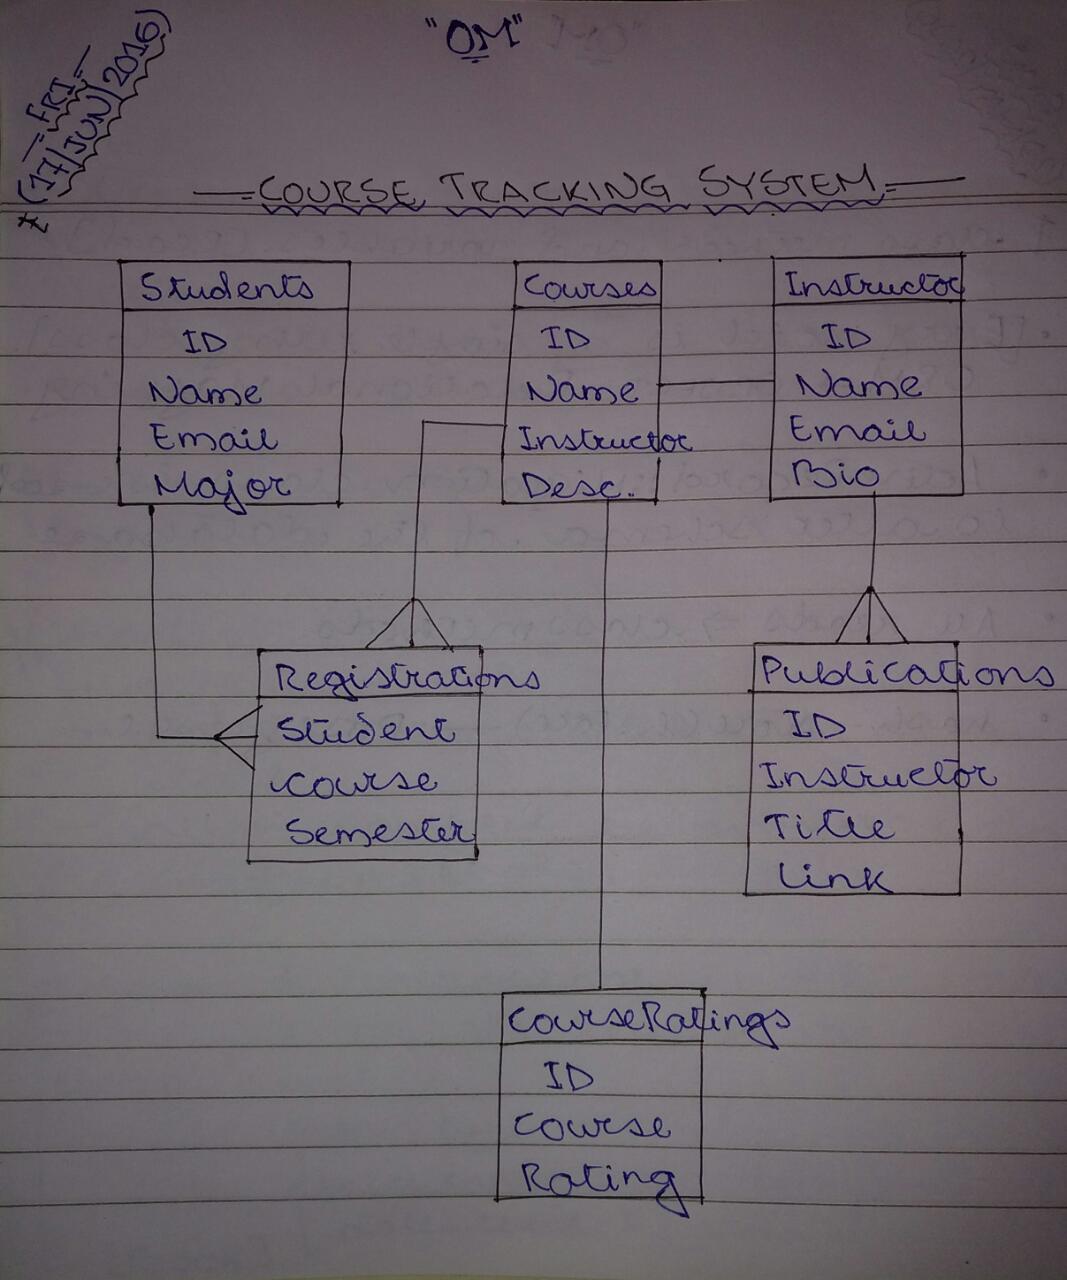 "OM"
FRI
* (17/JUN/2016)
COURSE TRACKING SYSTEM
Students
ID
Name
Email
Major
Courses
ID
Name
Instructor
Desc.
Instructor
ID
Name
Email
Bio
Registrations
Student
Course
Semester
Publications
ID
Instructor
Title
Link
CourseRatings
ID
Course
Rating